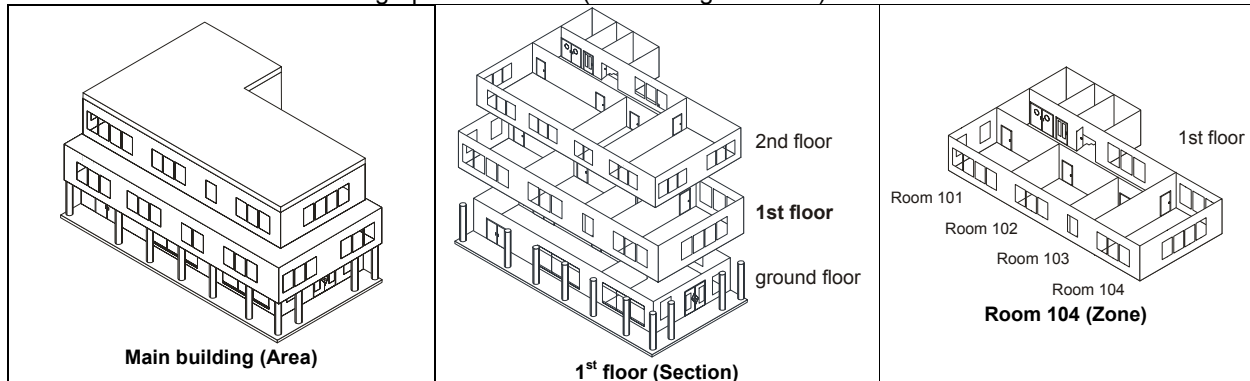 Main building (Area)
2nd floor
1st floor
ground floor
1st floor (Section)
1st floor
Room 101
Room 102
Room 103
Room 104
Room 104 (Zone)